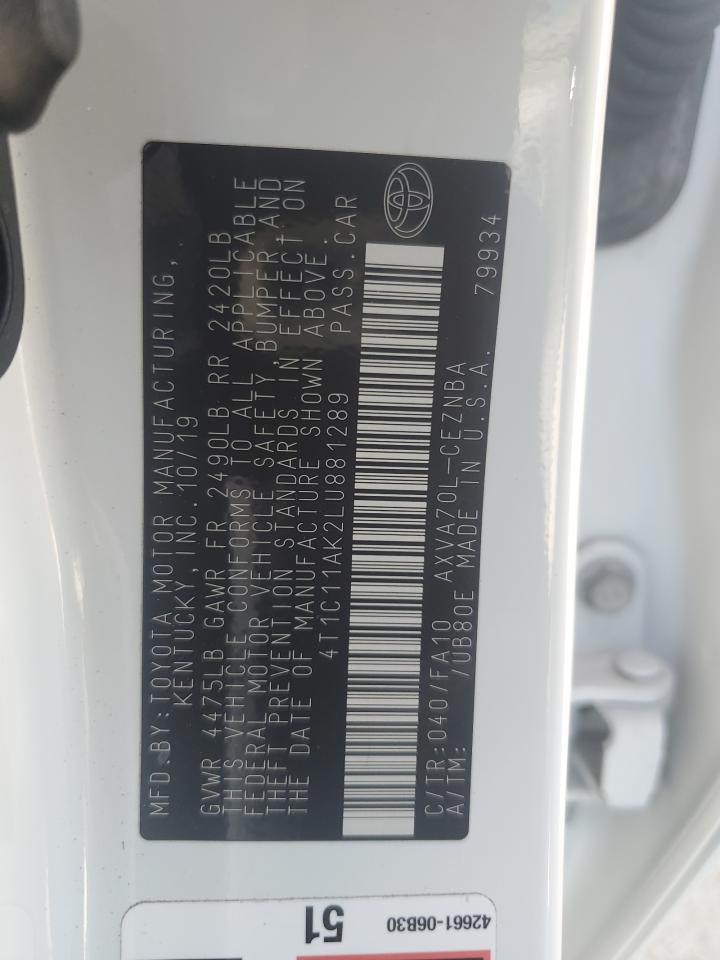 MFD.BY:TOYOTA MOTOR MANUFACTURING,
KENTUCKY,INC.10/19
GVWR 4475LB GAWR FR 2490LB RR 2420LB
THIS VEHICLE CONFORMS TO ALL APPLICABLE
FEDERAL MOTOR VEHICLE SAFETY,BUMPER AND
THEFT PREVENTION STANDARDS IN EFFECT ON
THE DATE OF MANUFACTURE SHOWN ABOVE.
4T1C11AK2LU881289 PASS.CAR
C/TR:040/FA10 AXVA70L-CEZNBA 79934
A/TM: /UB80E MADE IN U.S.A.
42661-06B30
51